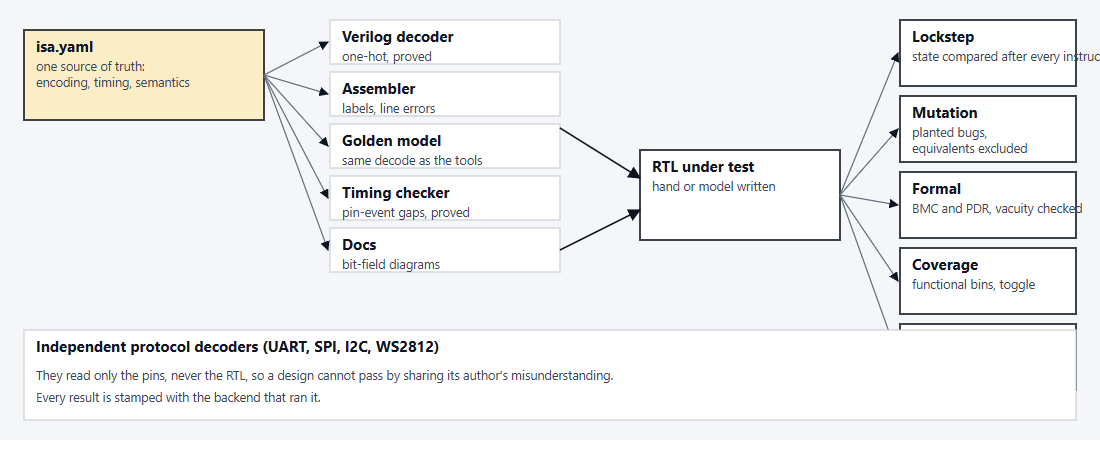 isa.yaml
one source of truth:
encoding, timing, semantics
Verilog decoder
one-hot, proved
Assembler
labels, line errors
Golden model
same decode as the tools
Timing checker
pin-event gaps, proved
Docs
bit-field diagrams
RTL under test
hand or model written
Lockstep
state compared after every instruc
Mutation
planted bugs,
equivalents excluded
Formal
BMC and PDR, vacuity checked
Coverage
functional bins, toggle
Independent protocol decoders (UART, SPI, I2C, WS2812)
They read only the pins, never the RTL, so a design cannot pass by sharing its author's misunderstanding.
Every result is stamped with the backend that ran it.